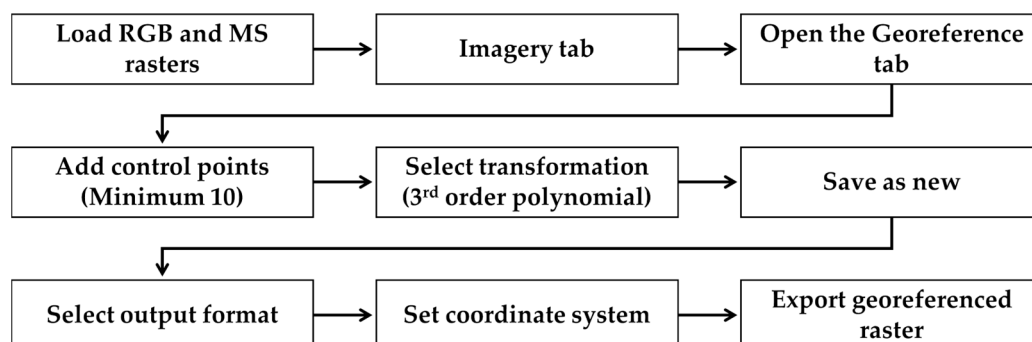 Load RGB and MS
rasters
Imagery tab
Open the Georeference
tab
Add control points
(Minimum 10)
Select transformation
(3rd order polynomial)
Save as new
Select output format
Set coordinate system
Export georeferenced
raster